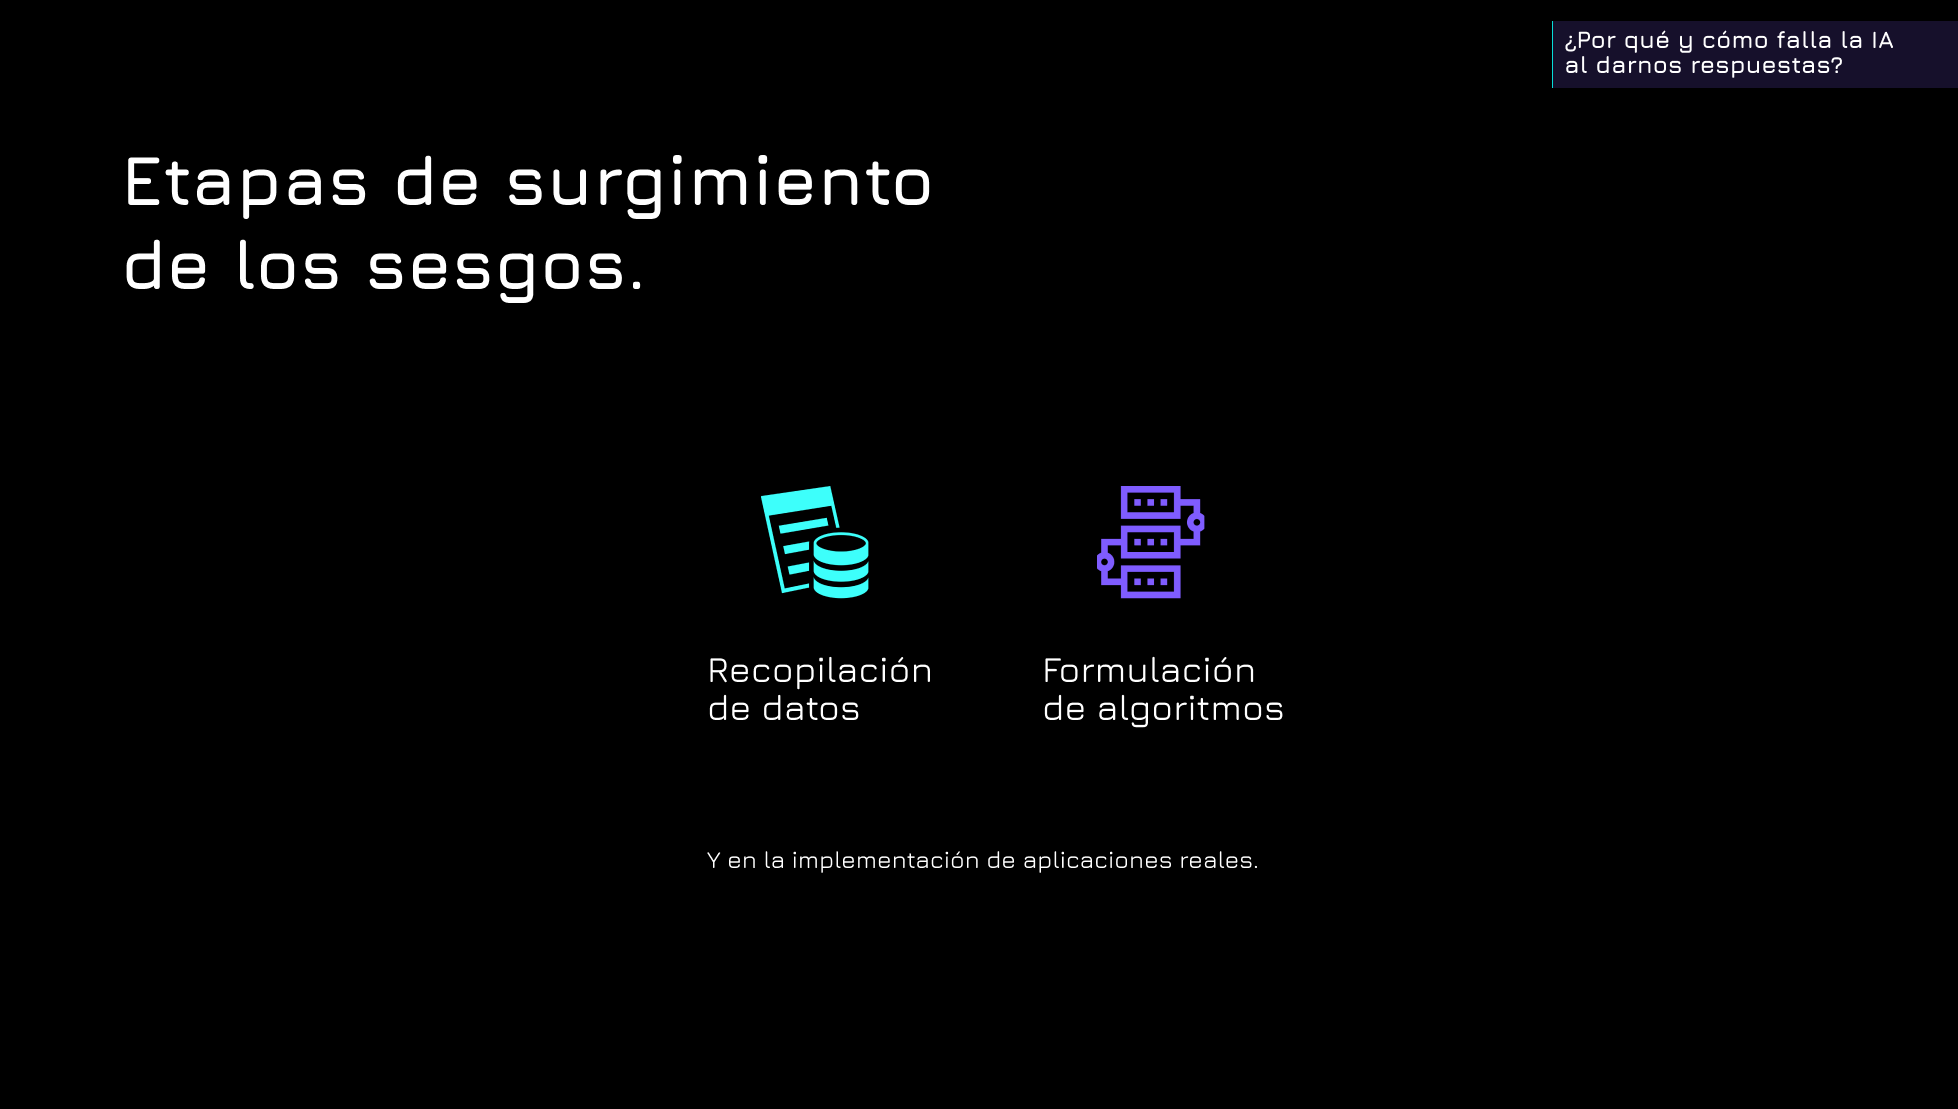 ¿Por qué y cómo falla la IA
al darnos respuestas?
Etapas de surgimiento
de los sesgos.
Recopilación
de datos
Formulación
de algoritmos
Y en la implementación de aplicaciones reales.